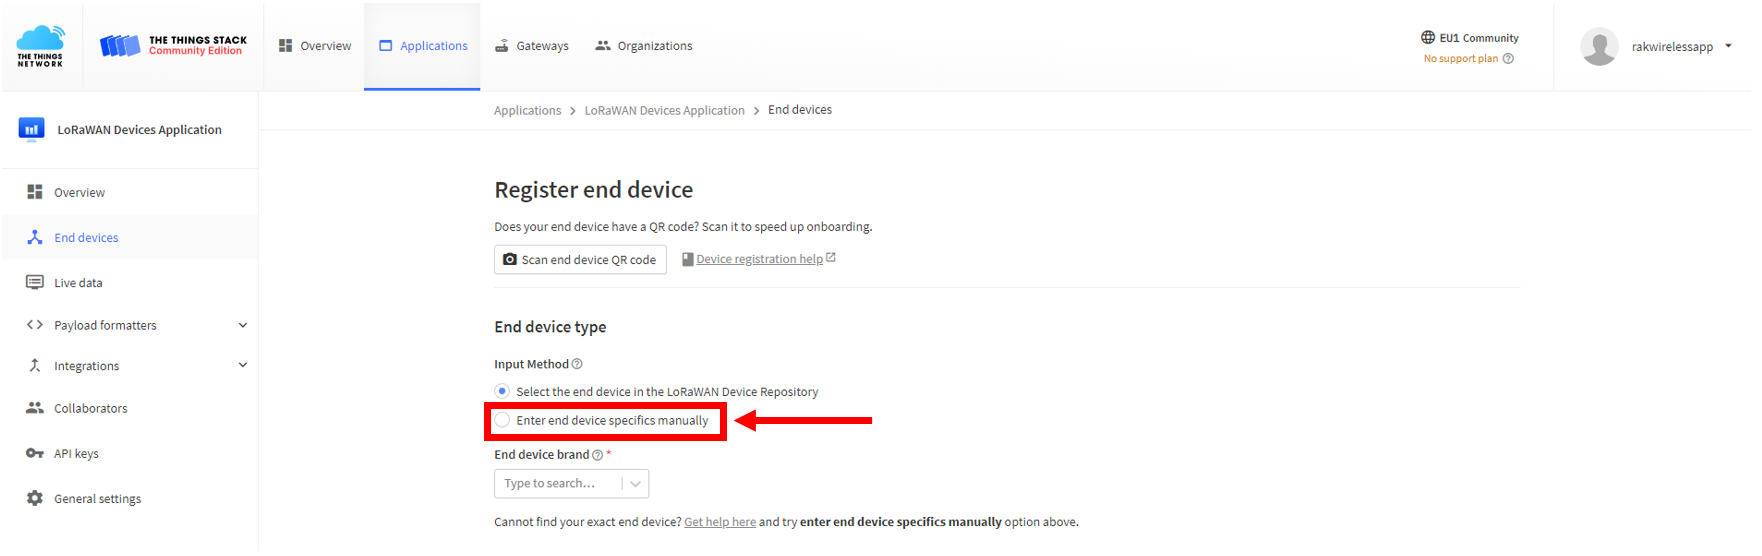 THE THINGS
NETWORK
THE THINGS STACK
Community Edition
Overview
Applications
Gateways
Organizations
EU1 Community
No support plan
rakwirelessapp
LoRaWAN Devices Application
Overview
End devices
Live data
Payload formatters
Integrations
Collaborators
API keys
General settings
Applications > LoRaWAN Devices Application > End devices
Register end device
Does your end device have a QR code? Scan it to speed up onboarding.
Scan end device QR code
Device registration help
End device type
Input Method
Select the end device in the LoRaWAN Device Repository
Enter end device specifics manually
End device brand *
Type to search...
Cannot find your exact end device? Get help here and try enter end device specifics manually option above.